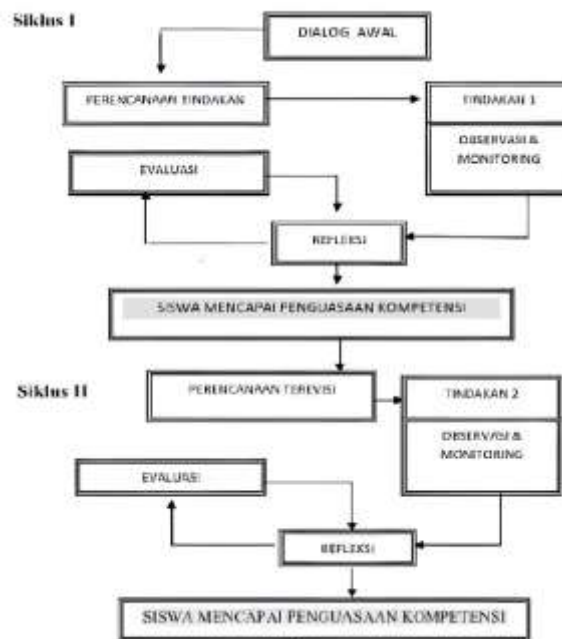 Siklus I
DIALOG AWAL
PERENCANAAN TINDAKAN
TINDAKAN 1
OBSERVASI &
MONITORING
EVALUASI
REFLEKSI
SISWA MENCAPAI PENGUASAAN KOMPETENSI
Siklus II
PERENCANAAN TEREVISI
TINDAKAN 2
OBSERVASI &
MONITORING
EVALUASI
REFLEKSI
SISWA MENCAPAI PENGUASAAN KOMPETENSI